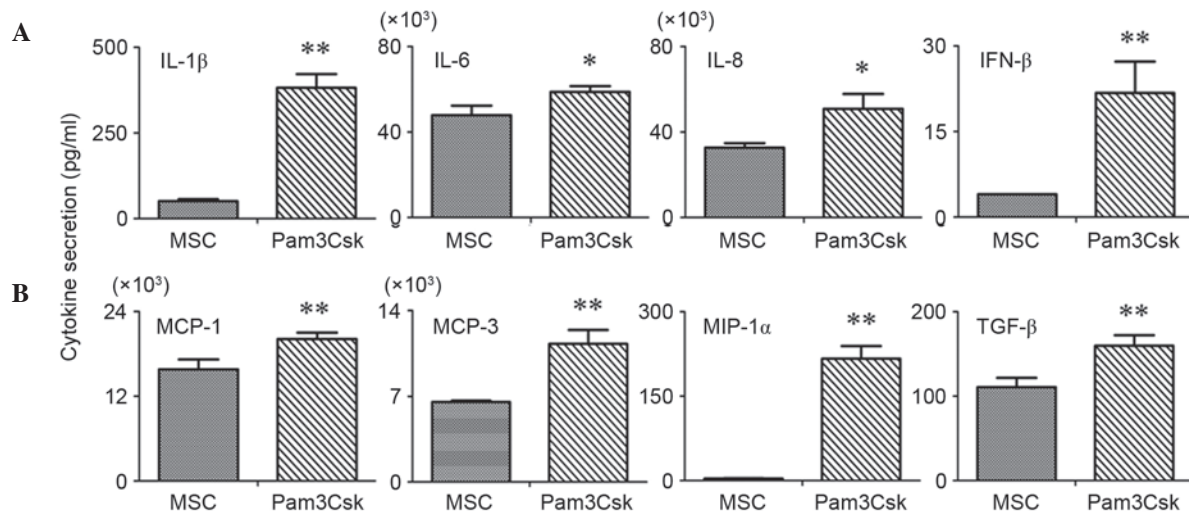 A
Cytokine secretion (pg/ml)
500
250
0
IL-1β
**
MSC
Pam3Csk
(×10³)
80
40
0
IL-6
*
MSC
Pam3Csk
(×10³)
80
40
0
IL-8
*
MSC
Pam3Csk
30
15
0
IFN-β
**
MSC
Pam3Csk
B
(×10³)
24
12
0
MCP-1
**
MSC
Pam3Csk
(×10³)
14
7
0
MCP-3
**
MSC
Pam3Csk
300
150
0
MIP-1α
**
MSC
Pam3Csk
200
100
0
TGF-β
**
MSC
Pam3Csk